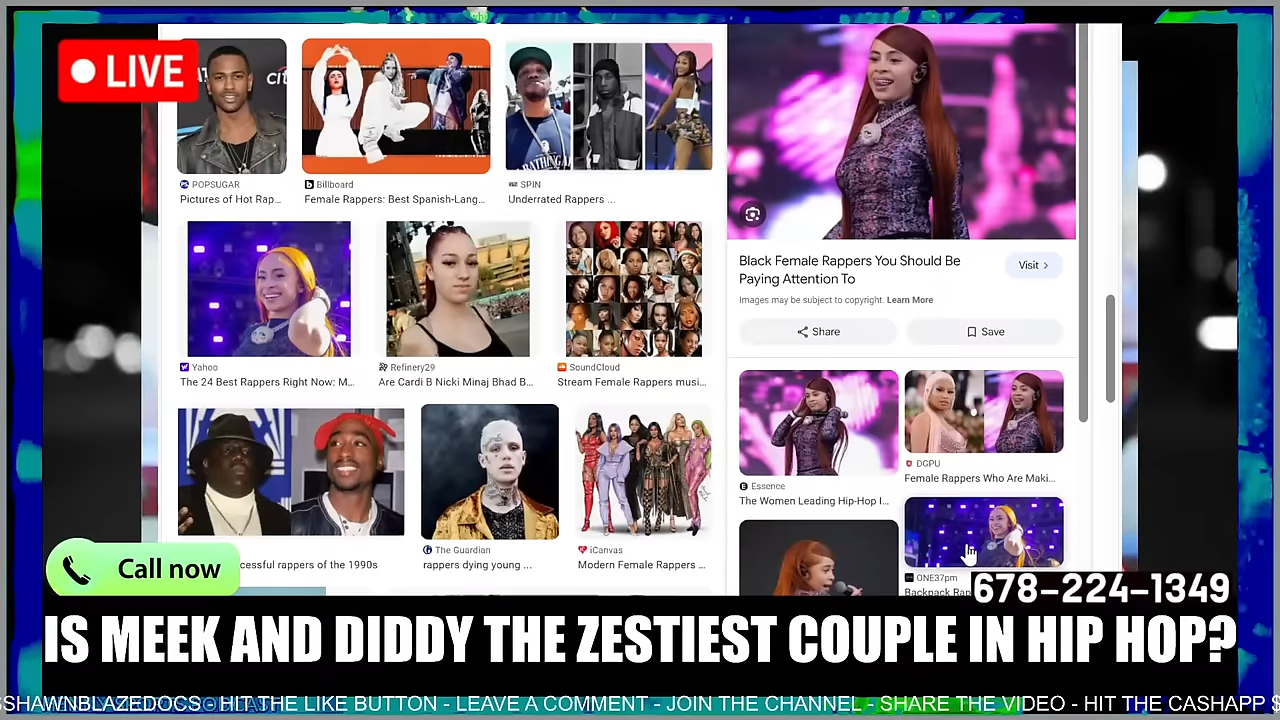 LIVE
citi
POPSUGAR
Pictures of Hot Rap...
Billboard
Female Rappers: Best Spanish-Lang...
SPIN
Underrated Rappers ...
Black Female Rappers You Should Be
Paying Attention To
Visit >
Images may be subject to copyright. Learn More
Share
Save
Yahoo
The 24 Best Rappers Right Now: M...
Refinery29
Are Cardi B Nicki Minaj Bhad B...
SoundCloud
Stream Female Rappers musi...
Essence
The Women Leading Hip-Hop I...
DGPU
Female Rappers Who Are Maki...
cessful rappers of the 1990s
The Guardian
rappers dying young ...
iCanvas
Modern Female Rappers ...
ONE37pm
Backpack Rap
Call now
678-224-1349
IS MEEK AND DIDDY THE ZESTIEST COUPLE IN HIP HOP?
SSHAWNBLAZEDOCS - HIT THE LIKE BUTTON - LEAVE A COMMENT - JOIN THE CHANNEL - SHARE THE VIDEO - HIT THE CASHAPP $